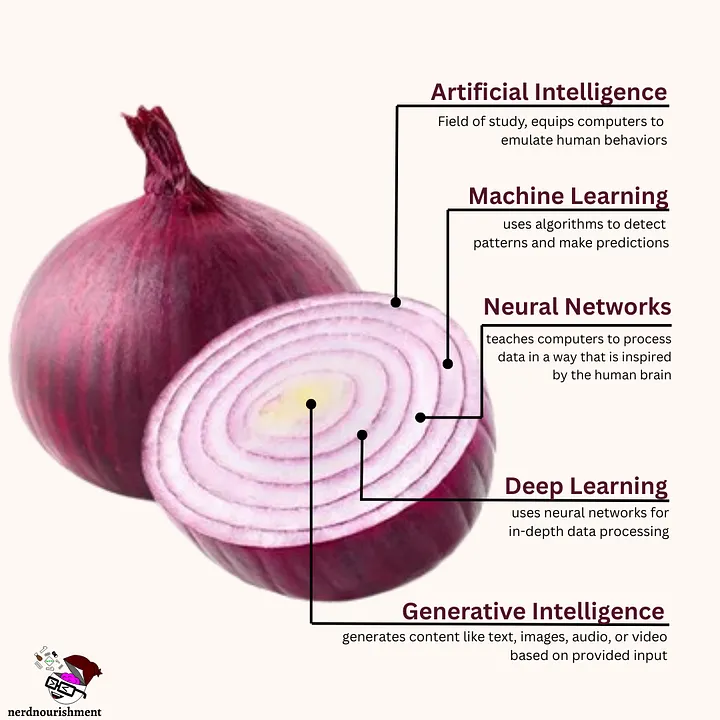 Artificial Intelligence
Field of study, equips computers to
emulate human behaviors
Machine Learning
uses algorithms to detect
patterns and make predictions
Neural Networks
teaches computers to process
data in a way that is inspired
by the human brain
Deep Learning
uses neural networks for
in-depth data processing
Generative Intelligence
generates content like text, images, audio, or video
based on provided input
nerdnourishment